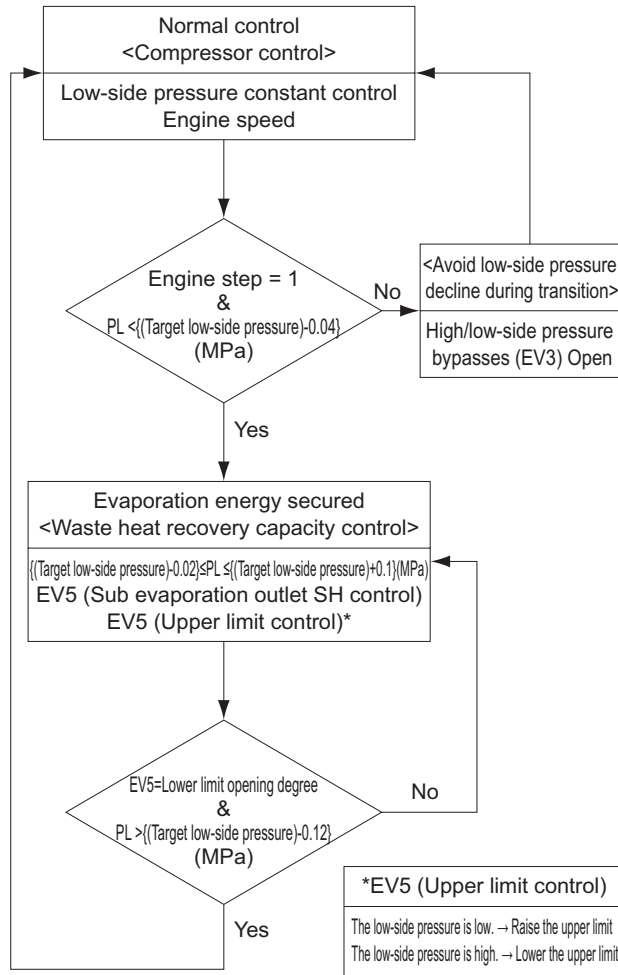 Normal control
<Compressor control>
Low-side pressure constant control
Engine speed
Engine step = 1
&
PL <{(Target low-side pressure)-0.04}
(MPa)
No
<Avoid low-side pressure
decline during transition>
High/low-side pressure
bypasses (EV3) Open
Yes
Evaporation energy secured
<Waste heat recovery capacity control>
{(Target low-side pressure)-0.02}≤PL ≤{(Target low-side pressure)+0.1}(MPa)
EV5 (Sub evaporation outlet SH control)
EV5 (Upper limit control)*
EV5=Lower limit opening degree
&
PL >{(Target low-side pressure)-0.12}
(MPa)
No
Yes
*EV5 (Upper limit control)
The low-side pressure is low. → Raise the upper limit
The low-side pressure is high. → Lower the upper limit